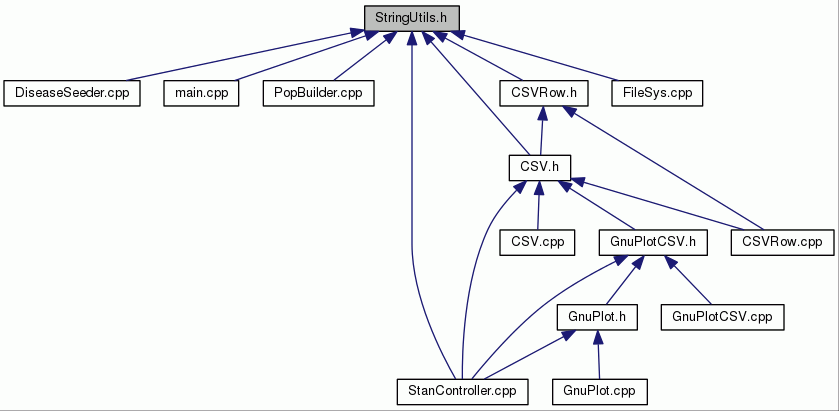 StringUtils.h
DiseaseSeeder.cpp
main.cpp
PopBuilder.cpp
CSVRow.h
FileSys.cpp
CSV.h
CSV.cpp
GnuPlotCSV.h
CSVRow.cpp
GnuPlot.h
GnuPlotCSV.cpp
StanController.cpp
GnuPlot.cpp